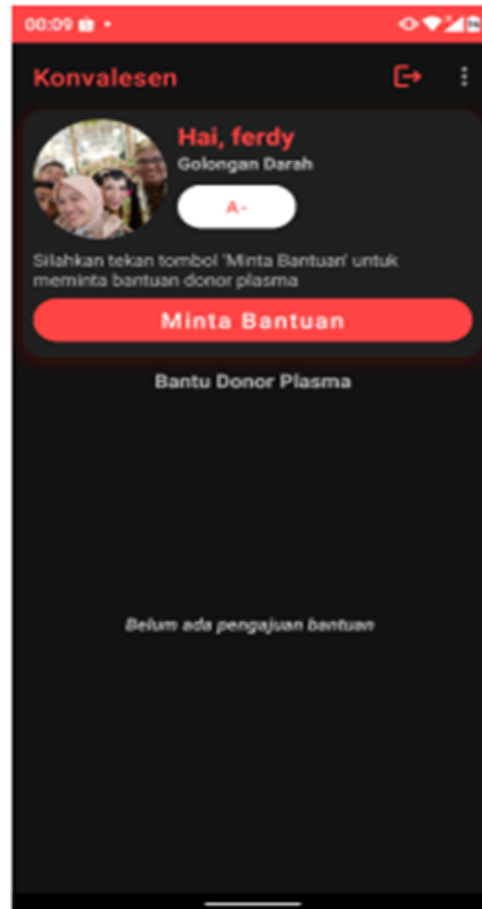 00:09
Konvalesen
Hai, ferdy
Golongan Darah
A-
Silahkan tekan tombol 'Minta Bantuan' untuk
meminta bantuan donor plasma
Minta Bantuan
Bantu Donor Plasma
Belum ada pengajuan bantuan